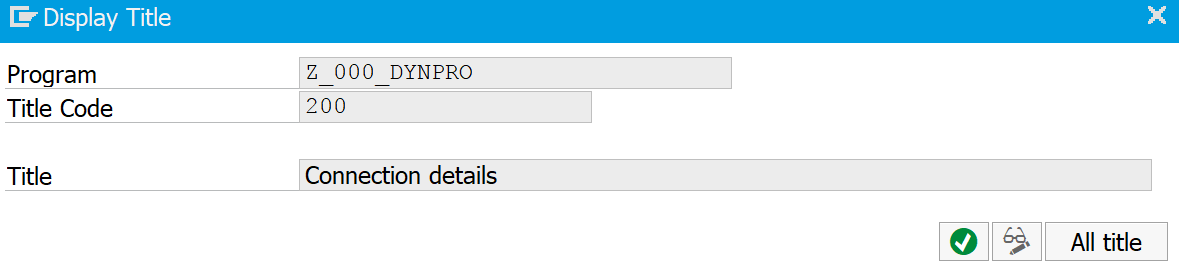 Display Title
Program Z_000_DYNPRO
Title Code 200
Title Connection details
All title